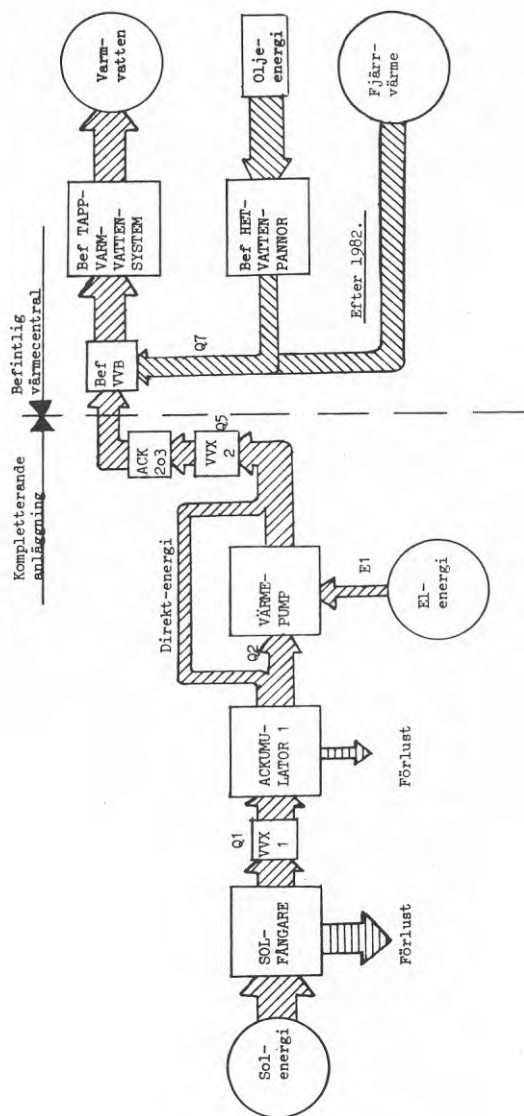 Kompletterande
anläggning
Befintlig
värmecentral
Sol-
energi
SOL-
FÅNGARE
Förlust
Q1
VVX
1
ACKUMU-
LATOR 1
Förlust
Direkt-energi
Q2
VÄRME-
PUMP
E1
El-
energi
Q5
VVX
2
ACK
2o3
Bef
VVB
Q7
Bef TAPP-
VARM-
VATTEN-
SYSTEM
Varm-
vatten
Bef HET-
VATTEN-
PANNOR
Olje-
energi
Efter 1982.
Fjärr-
värme